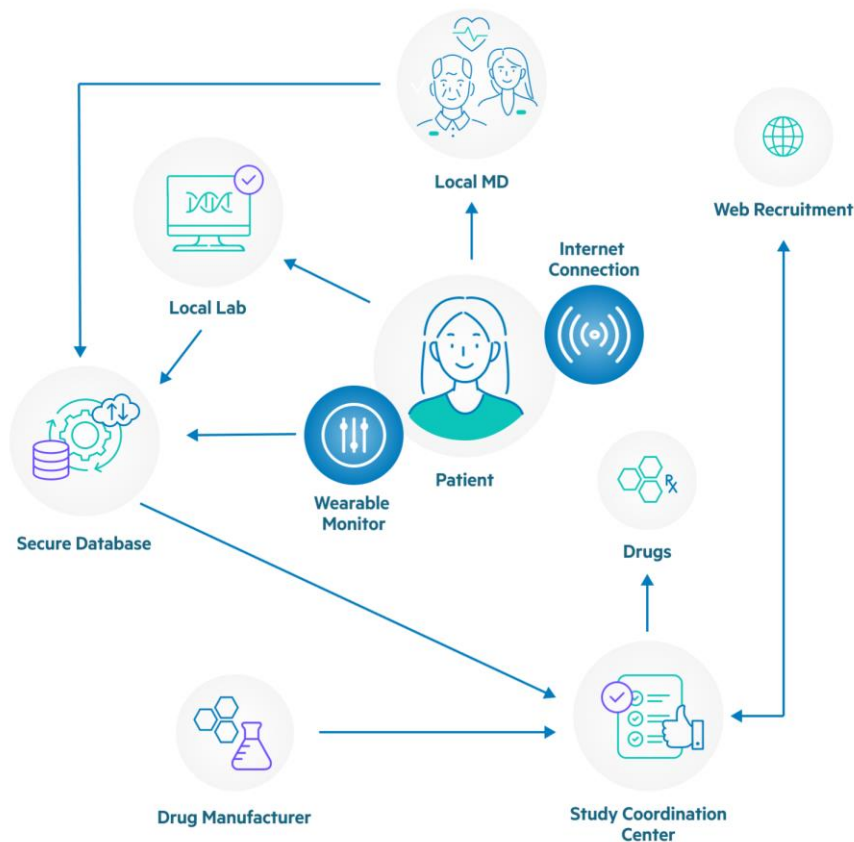 Local MD
Web Recruitment
Internet
Connection
Local Lab
Patient
Wearable
Monitor
Rx
Drugs
Secure Database
Drug Manufacturer
Study Coordination
Center